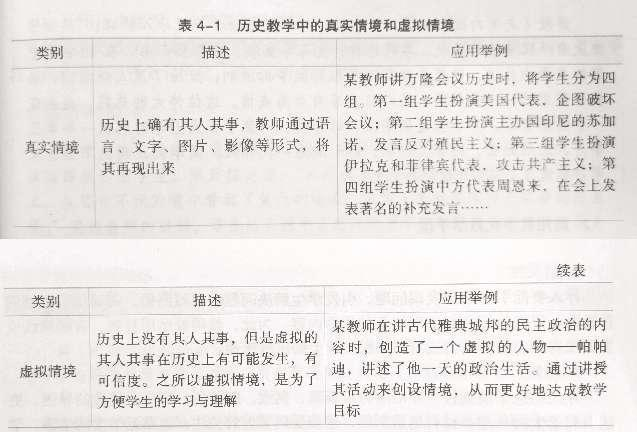 表 4-1 历史教学中的真实情境和虚拟情境
类别
描述
应用举例
真实情境
历史上确有其人其事，教师通过语
言、文字、图片、影像等形式，将
其再现出来
某教师讲万隆会议历史时，将学生分为四
组。第一组学生扮演美国代表，企图破坏
会议；第二组学生扮演主办国印尼的苏加
诺，发言反对殖民主义；第三组学生扮演
伊拉克和菲律宾代表，攻击共产主义；第
四组学生扮演中方代表周恩来，在会上发
表著名的补充发言……
续表
类别
描述
应用举例
虚拟情境
历史上没有其人其事，但是虚拟的
其人其事在历史上有可能发生，有
可信度。之所以虚拟情境，是为了
方便学生的学习与理解
某教师在讲古代雅典城邦的民主政治的内
容时，创造了一个虚拟的人物——帕帕
迪，讲述了他一天的政治生活。通过讲授
其活动来创设情境，从而更好地达成教学
目标